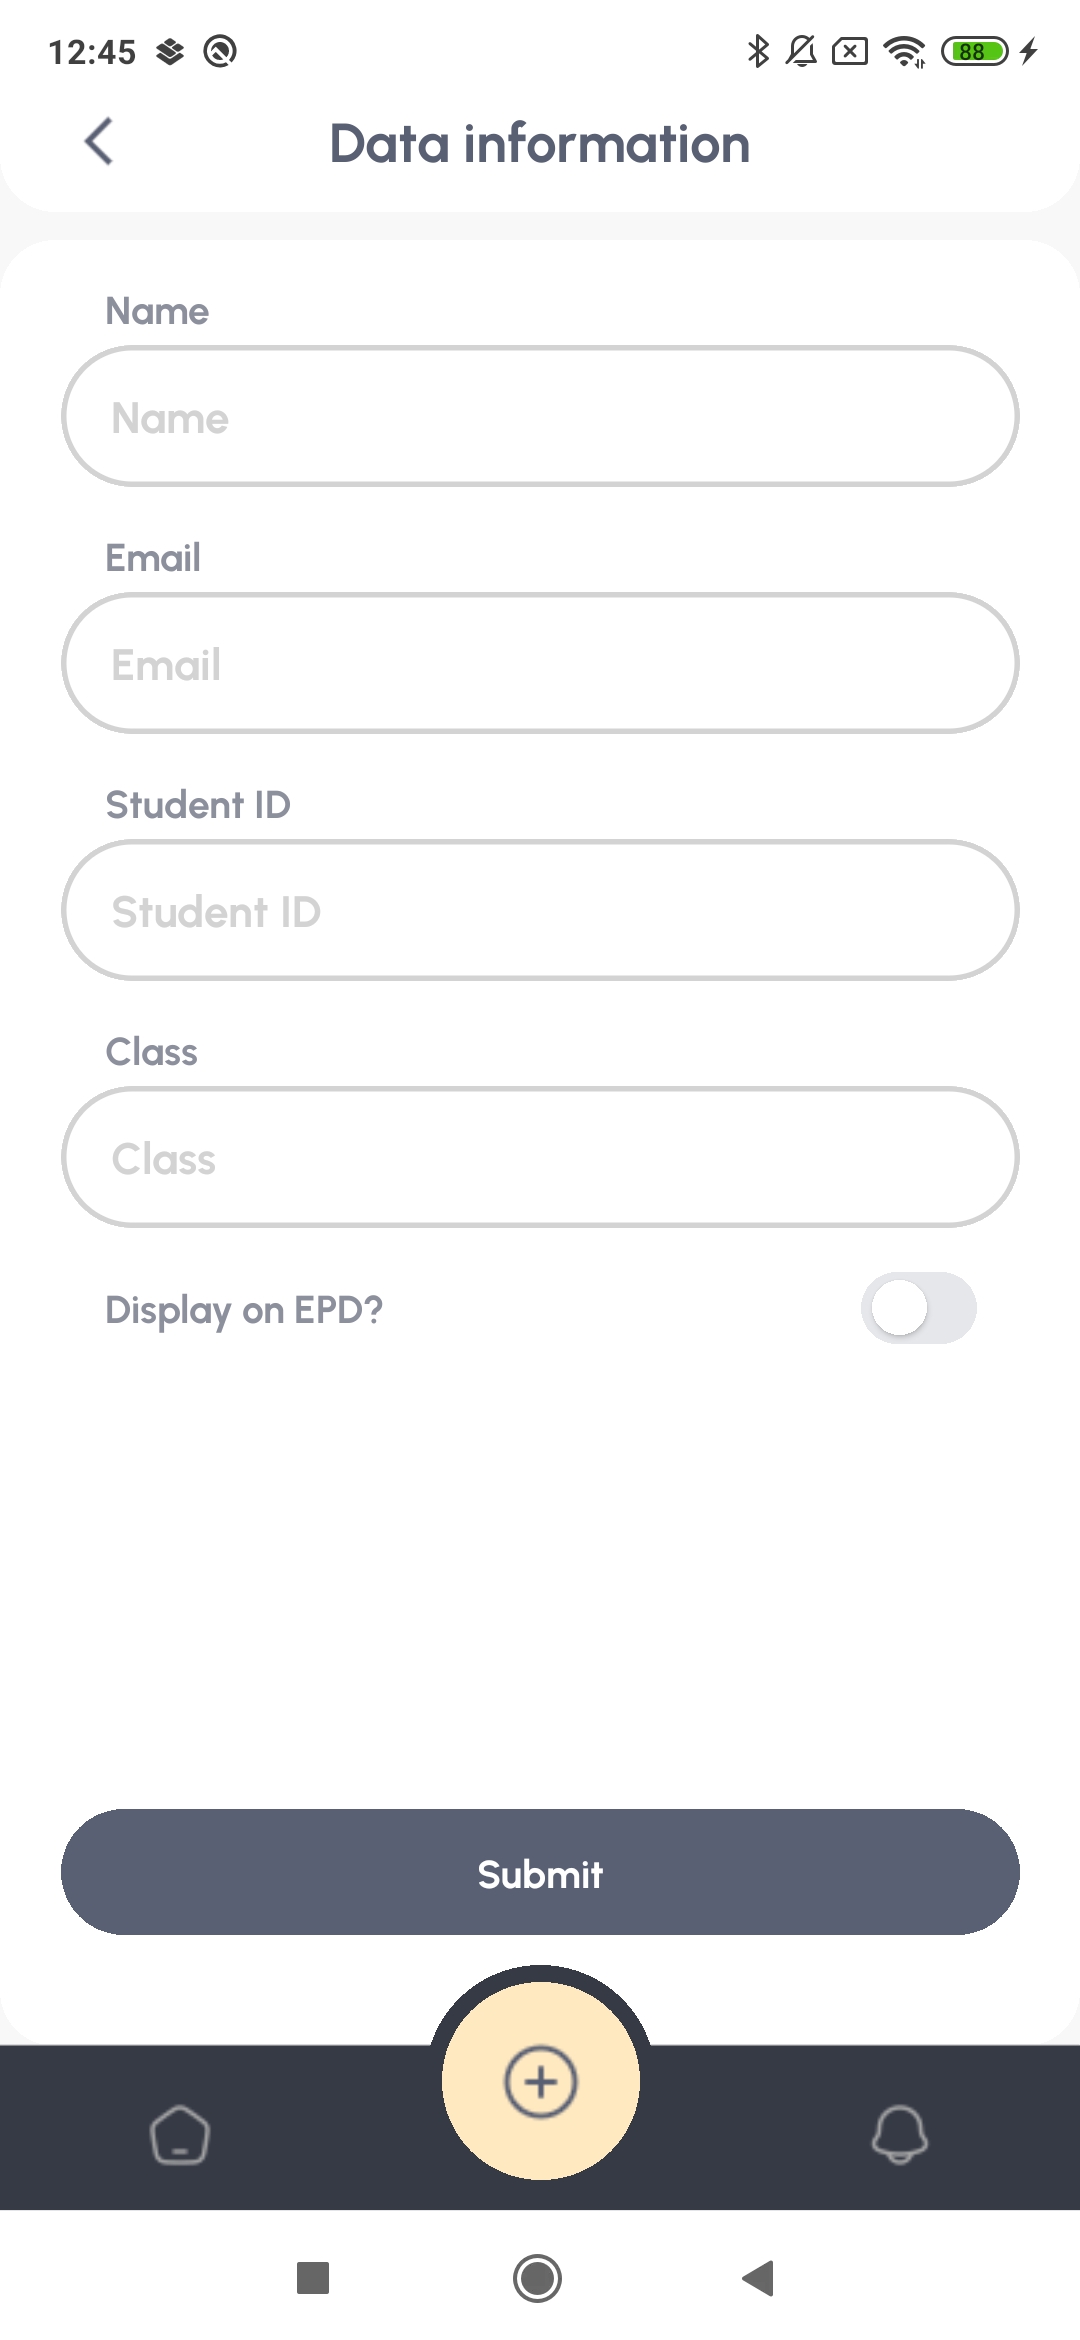 12:45
88
Data information
Name
Name
Email
Email
Student ID
Student ID
Class
Class
Display on EPD?
Submit